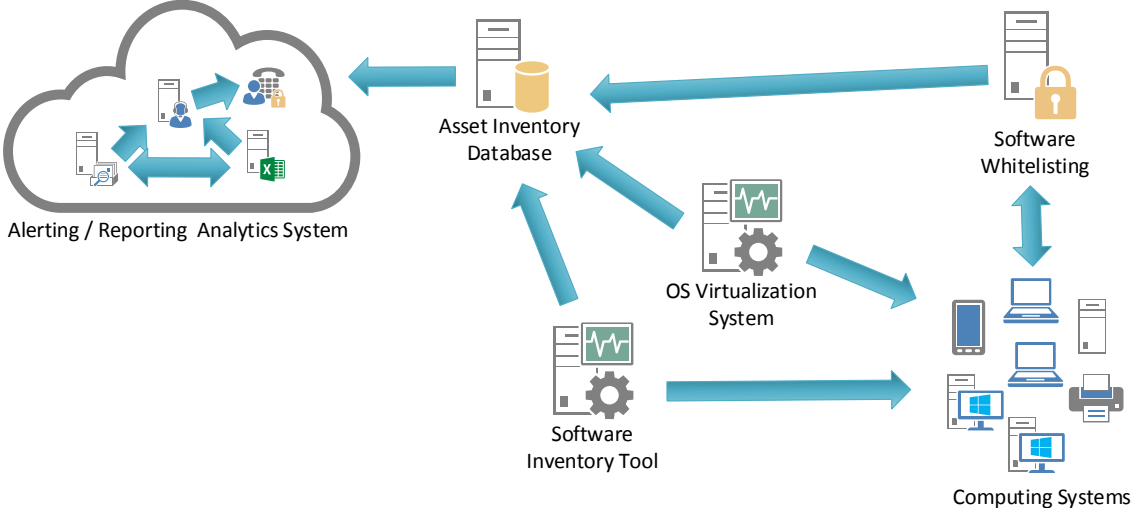 Asset Inventory
Database
Software
Whitelisting
Alerting / Reporting  Analytics System
OS Virtualization
System
Software
Inventory Tool
Computing Systems
X